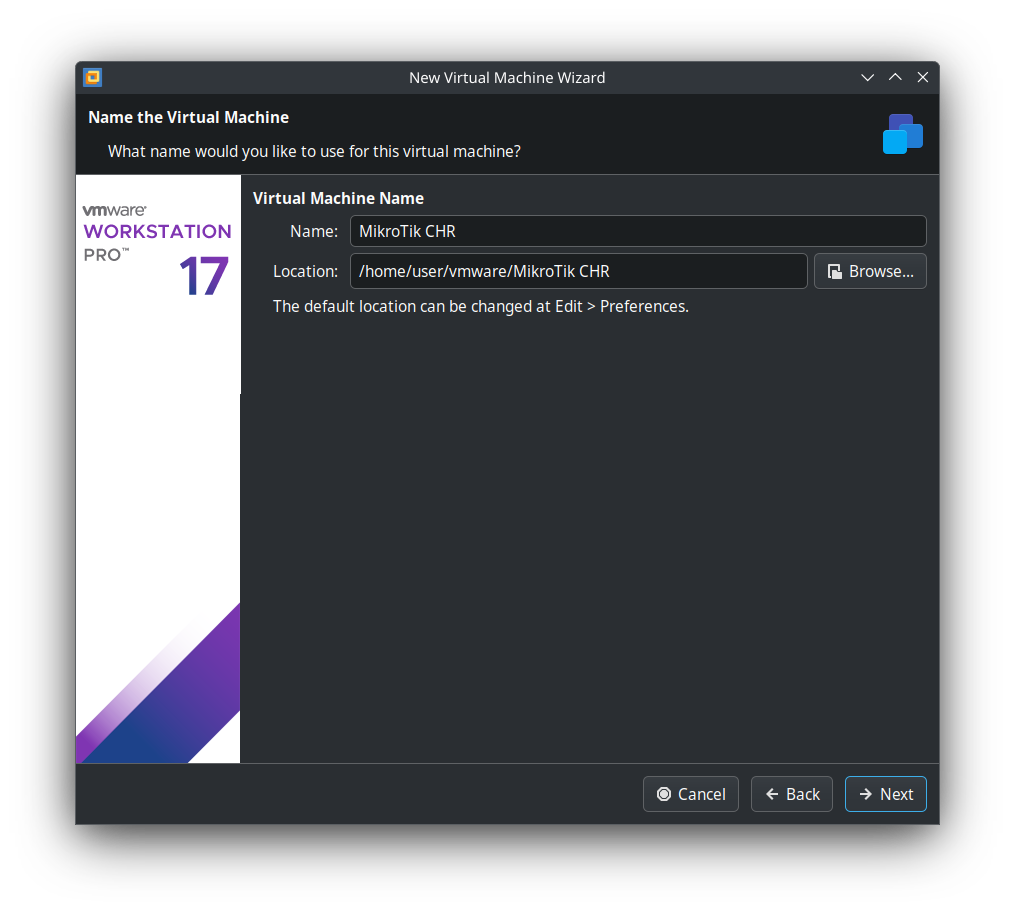 New Virtual Machine Wizard
Name the Virtual Machine
What name would you like to use for this virtual machine?
vmware®
WORKSTATION
PRO™
17
Virtual Machine Name
Name: MikroTik CHR
Location: /home/user/vmware/MikroTik CHR Browse...
The default location can be changed at Edit > Preferences.
Cancel Back Next